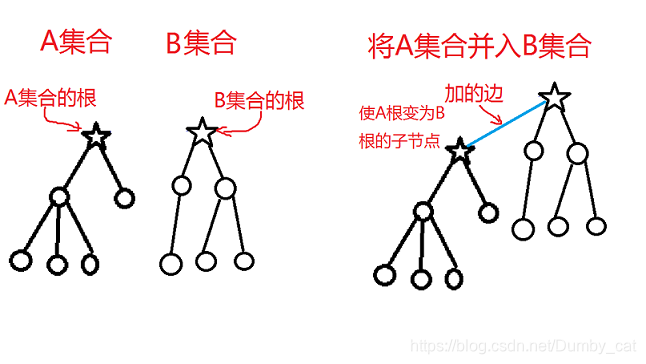 A集合
B集合
将A集合并入B集合
A集合的根
B集合的根
加的边
使A根变为B
根的子节点
https://blog.csdn.net/Dumby_cat